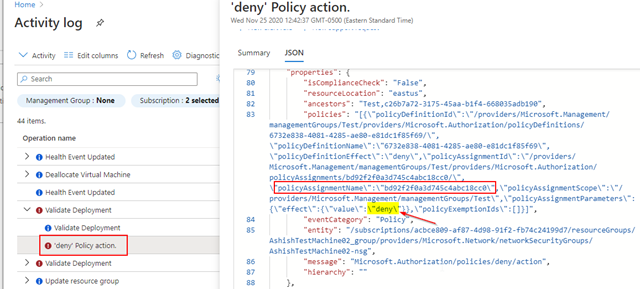 Home >
Activity log
Activity
Edit columns
Refresh
Diagnostic
Search
Management Group : None
Subscription : 2 selected
44 items.
Operation name
Health Event Updated
Deallocate Virtual Machine
Health Event Updated
Validate Deployment
Validate Deployment
'deny' Policy action.
Validate Deployment
Update resource group
'deny' Policy action.
Wed Nov 25 2020 12:42:37 GMT-0500 (Eastern Standard Time)
Summary
JSON
79 "properties": {
80 "isComplianceCheck": "False",
81 "resourceLocation": "eastus",
82 "ancestors": "Test,c26b7a72-3175-45aa-b1f4-668035adb190",
83 "policies": "[{\"policyDefinitionId\":\"/providers/Microsoft.Management/
managementGroups/Test/providers/Microsoft.Authorization/policyDefinitions/
6732e838-4081-4285-ae80-e81dc1f85f69/\",
\"policyDefinitionName\":\"6732e838-4081-4285-ae80-e81dc1f85f69\",
\"policyDefinitionEffect\":\"deny\",\"policyAssignmentId\":\"/providers/
Microsoft.Management/managementGroups/Test/providers/Microsoft.Authorization/
policyAssignments/bd92f2f0a3d745c4abc18cc0/\",
\"policyAssignmentName\":\"bd92f2f0a3d745c4abc18cc0\",\"policyAssignmentScope\":\"/
providers/Microsoft.Management/managementGroups/Test\",\"policyAssignmentParameters\":
{\"effect\":{\"value\":\"deny\"}},\"policyExemptionIds\":[]}]",
84 "eventCategory": "Policy",
85 "entity": "/subscriptions/acbce809-af87-4d98-91f2-fb74c24199d7/resourceGroups/
AshishTestMachine02_group/providers/Microsoft.Network/networkSecurityGroups/
AshishTestMachine02-nsg",
86 "message": "Microsoft.Authorization/policies/deny/action",
87 "hierarchy": ""
88 },